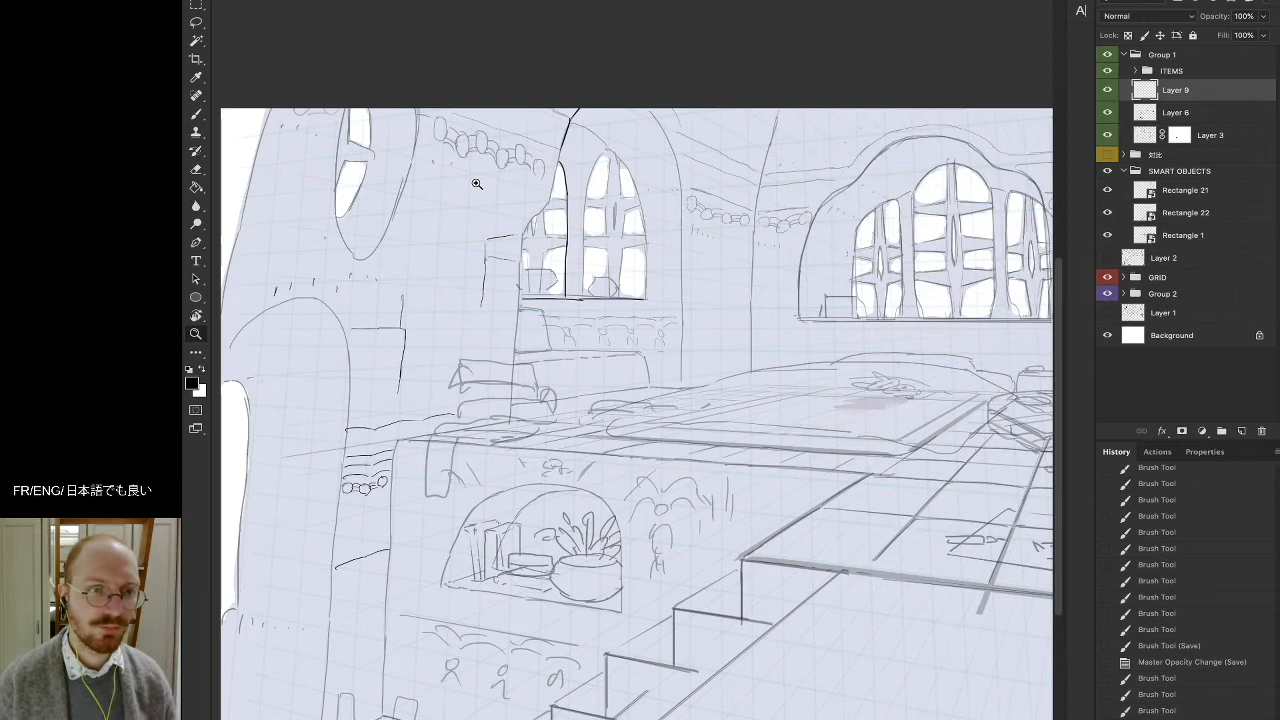 A|
Normal
Opacity: 100%
Lock:
Fill: 100%
Group 1
ITEMS
Layer 9
Layer 6
Layer 3
対比
SMART OBJECTS
Rectangle 21
Rectangle 22
Rectangle 1
Layer 2
GRID
Group 2
Layer 1
Background
fx
History
Actions
Properties
Brush Tool
Brush Tool
Brush Tool
Brush Tool
Brush Tool
Brush Tool
Brush Tool
Brush Tool
Brush Tool
Brush Tool
Brush Tool
Brush Tool (Save)
Master Opacity Change (Save)
Brush Tool
Brush Tool
Brush Tool
T
FR/ENG/日本語でも良い